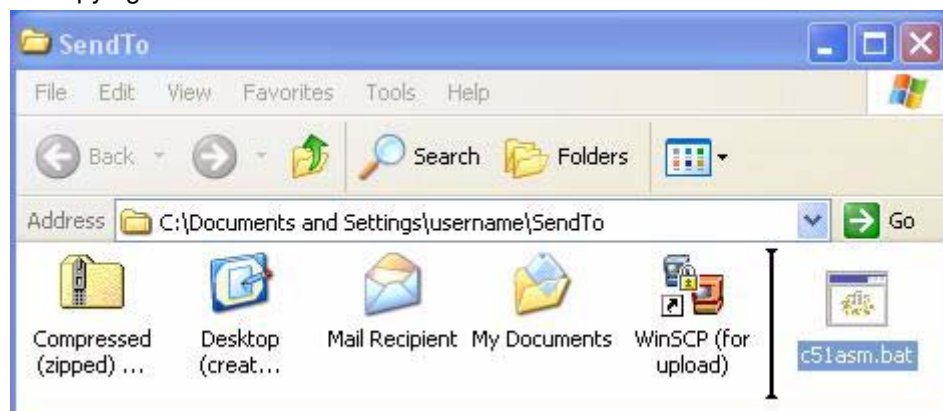 SendTo
File Edit View Favorites Tools Help
Back Search Folders
Address C:\Documents and Settings\username\SendTo Go
Compressed (zipped) ... Desktop (creat... Mail Recipient My Documents WinSCP (for upload) c51asm.bat